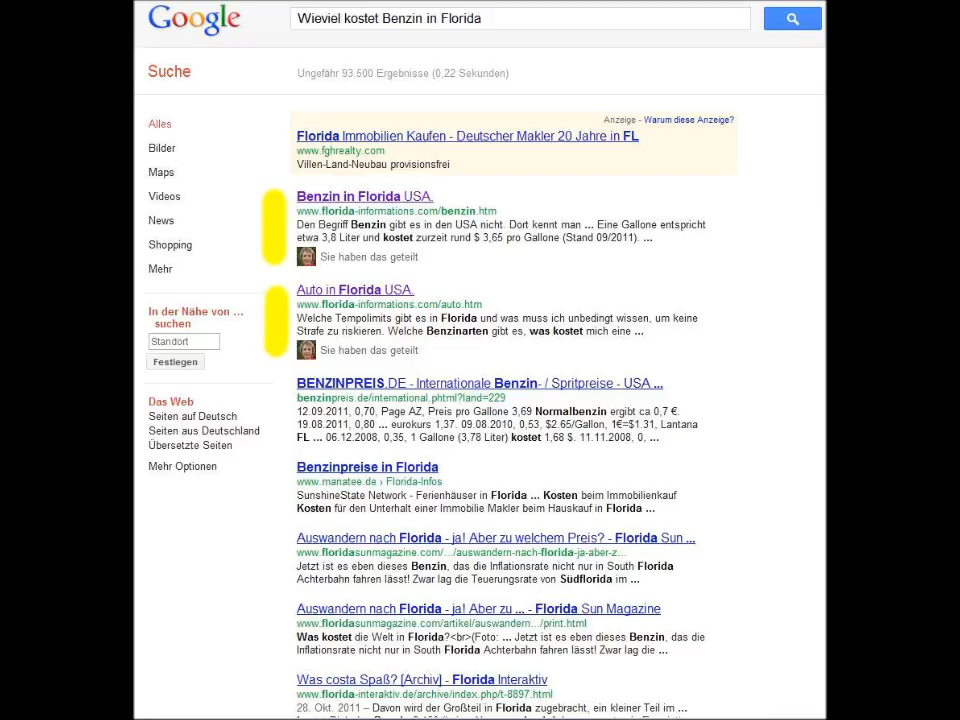 Google
Wieviel kostet Benzin in Florida
Suche
Ungefähr 93.500 Ergebnisse (0,22 Sekunden)
Alles
Bilder
Maps
Videos
News
Shopping
Mehr
In der Nähe von ...
suchen
Standort
Festlegen
Das Web
Seiten auf Deutsch
Seiten aus Deutschland
Übersetzte Seiten
Mehr Optionen
Anzeige - Warum diese Anzeige?
Florida Immobilien Kaufen - Deutscher Makler 20 Jahre in FL
www.fghrealty.com
Villen-Land-Neubau provisionsfrei
Benzin in Florida USA.
www.florida-informations.com/benzin.htm
Den Begriff Benzin gibt es in den USA nicht. Dort kennt man ... Eine Gallone entspricht
etwa 3,8 Liter und kostet zurzeit rund $ 3,65 pro Gallone (Stand 09/2011). ...
Sie haben das geteilt
Auto in Florida USA.
www.florida-informations.com/auto.htm
Welche Tempolimits gibt es in Florida und was muss ich unbedingt wissen, um keine
Strafe zu riskieren. Welche Benzinarten gibt es, was kostet mich eine ...
Sie haben das geteilt
BENZINPREIS.DE - Internationale Benzin- / Spritpreise - USA ...
benzinpreis.de/international.phtml?land=229
12.09.2011, 0,70, Page AZ, Preis pro Gallone 3,69 Normalbenzin ergibt ca 0,7 €.
19.08.2011, 0,80 ... eurokurs 1,37. 09.08.2010, 0,53, $2.65/Gallon, 1€=$1.31, Lantana
FL ... 06.12.2008, 0,35, 1 Gallone (3,78 Liter) kostet 1,68 $. 11.11.2008, 0, ...
Benzinpreise in Florida
www.manatee.de › Florida-Infos
SunshineState Network - Ferienhäuser in Florida ... Kosten beim Immobilienkauf
Kosten für den Unterhalt einer Immobilie Makler beim Hauskauf in Florida ...
Auswandern nach Florida - ja! Aber zu welchem Preis? - Florida Sun ...
www.floridasunmagazine.com/.../auswandern-nach-florida-ja-aber-z...
Jetzt ist es eben dieses Benzin, das die Inflationsrate nicht nur in South Florida
Achterbahn fahren lässt! Zwar lag die Teuerungsrate von Südflorida im ...
Auswandern nach Florida - ja! Aber zu ... - Florida Sun Magazine
www.floridasunmagazine.com/artikel/auswandern.../print.html
Was kostet die Welt in Florida?<br>(Foto: ... Jetzt ist es eben dieses Benzin, das die
Inflationsrate nicht nur in South Florida Achterbahn fahren lässt! Zwar lag die ...
Was costa Spaß? [Archiv] - Florida Interaktiv
www.florida-interaktiv.de/archive/index.php/t-8897.html
28. Okt. 2011 – Davon wird der Großteil in Florida zugebracht, ein kleiner Teil im ...